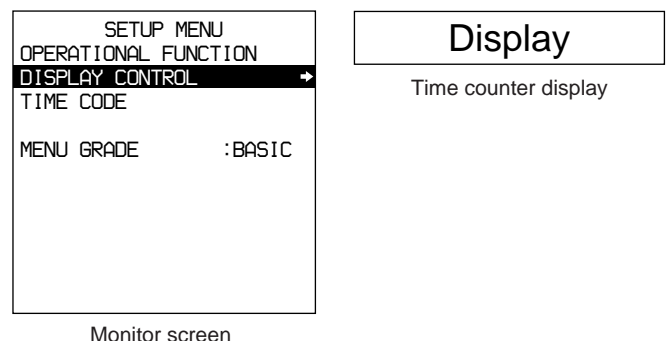 SETUP MENU
OPERATIONAL FUNCTION
DISPLAY CONTROL ➡
TIME CODE
MENU GRADE :BASIC
Monitor screen
Display
Time counter display